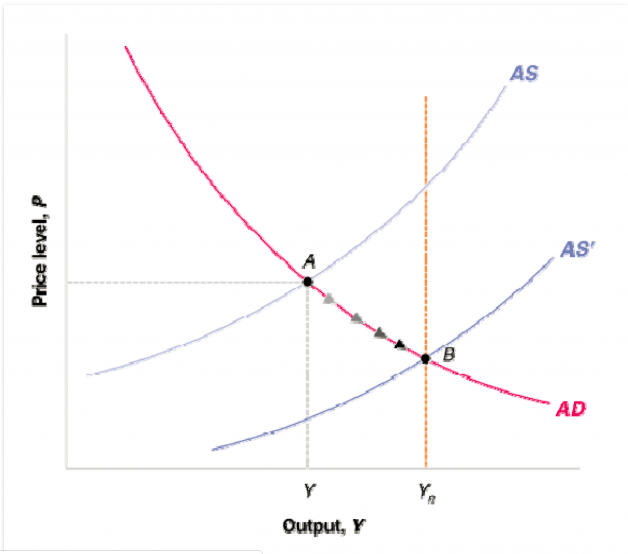 AS
AS'
Price level, P
A
B
AD
Y
Yn
Output, Y